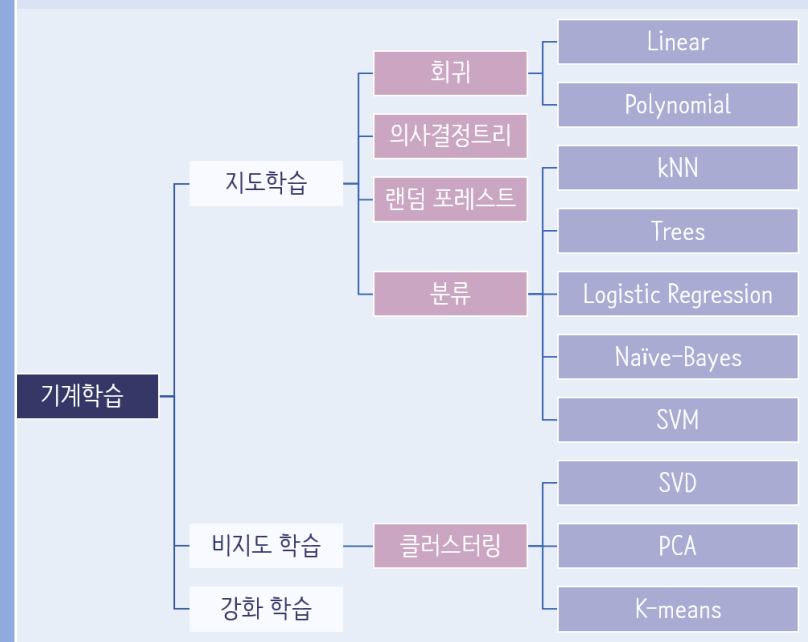 기계학습
지도학습
회귀
Linear
Polynomial
의사결정트리
랜덤 포레스트
분류
kNN
Trees
Logistic Regression
Naïve-Bayes
SVM
비지도 학습
클러스터링
SVD
PCA
K-means
강화 학습